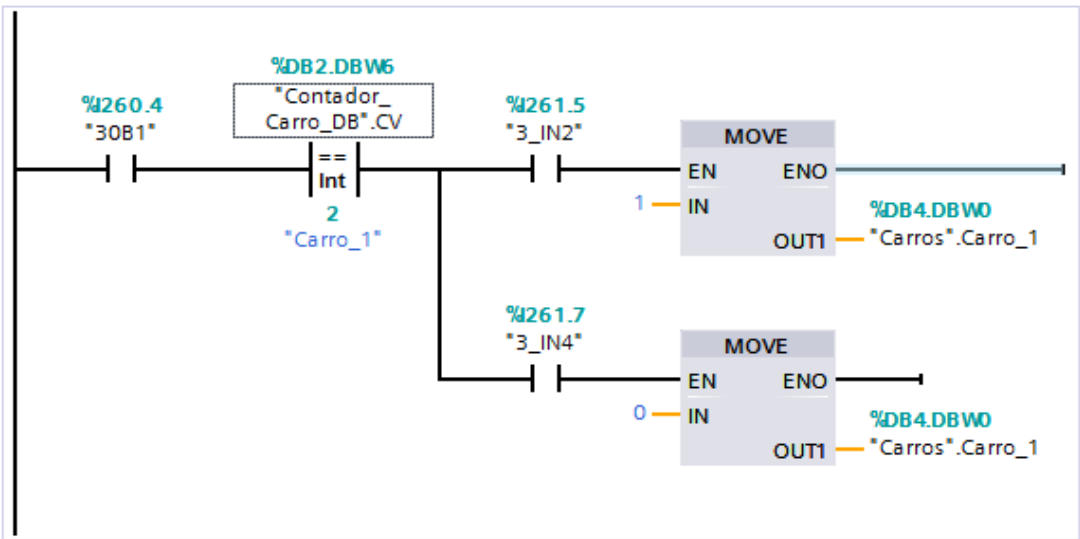 %DB2.DBW6
"Contador_
Carro_DB".CV
%I260.4
"30B1"
==
Int
2
"Carro_1"
%I261.5
"3_IN2"
MOVE
EN ENO
1 IN
OUT1
%DB4.DBW0
"Carros".Carro_1
%I261.7
"3_IN4"
MOVE
EN ENO
0 IN
OUT1
%DB4.DBW0
"Carros".Carro_1